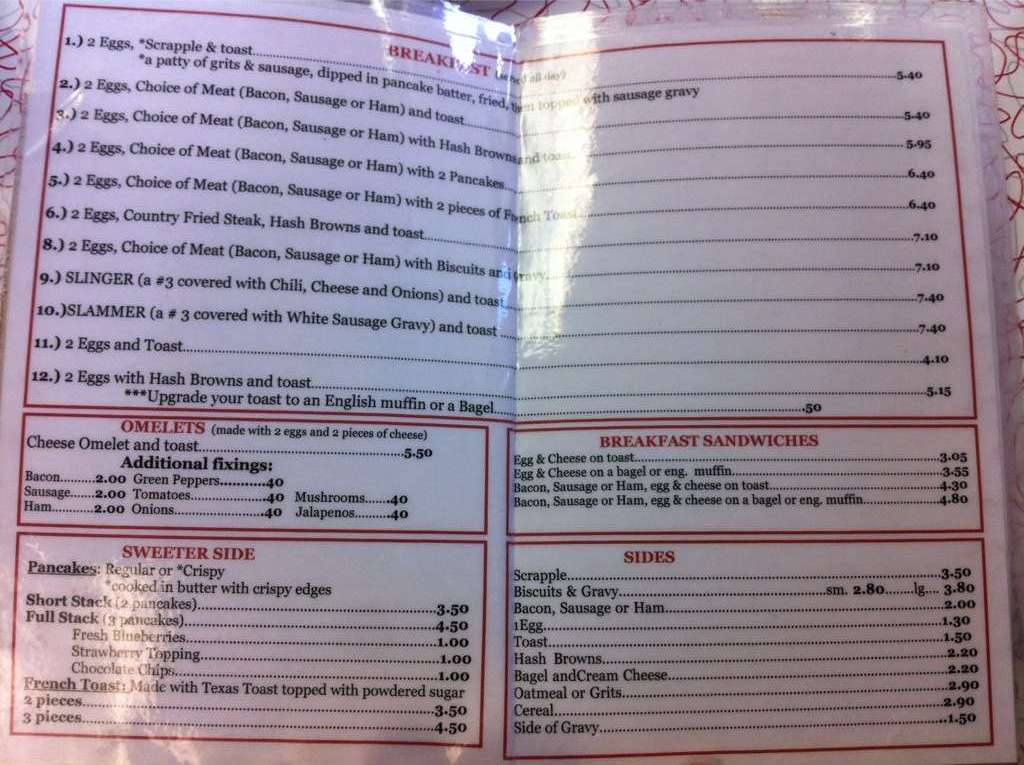 BREAKFAST (served all day)
1.) 2 Eggs, *Scrapple & toast..........5.40
*a patty of grits & sausage, dipped in pancake batter, fried, then topped with sausage gravy
2.) 2 Eggs, Choice of Meat (Bacon, Sausage or Ham) and toast..........5.40
3.) 2 Eggs, Choice of Meat (Bacon, Sausage or Ham) with Hash Browns and toast..........5.95
4.) 2 Eggs, Choice of Meat (Bacon, Sausage or Ham) with 2 Pancakes..........6.40
5.) 2 Eggs, Choice of Meat (Bacon, Sausage or Ham) with 2 pieces of French Toast..........6.40
6.) 2 Eggs, Country Fried Steak, Hash Browns and toast..........7.10
8.) 2 Eggs, Choice of Meat (Bacon, Sausage or Ham) with Biscuits and Gravy..........7.10
9.) SLINGER (a #3 covered with Chili, Cheese and Onions) and toast..........7.40
10.)SLAMMER (a # 3 covered with White Sausage Gravy) and toast..........7.40
11.) 2 Eggs and Toast..........4.10
12.) 2 Eggs with Hash Browns and toast..........5.15
***Upgrade your toast to an English muffin or a Bagel..........50
OMELETS (made with 2 eggs and 2 pieces of cheese)
Cheese Omelet and toast..........5.50
Additional fixings:
Bacon..........2.00 Green Peppers..........40
Sausage.......2.00 Tomatoes..........40 Mushrooms.......40
Ham...........2.00 Onions..........40 Jalapenos.........40
BREAKFAST SANDWICHES
Egg & Cheese on toast..........3.05
Egg & Cheese on a bagel or eng. muffin..........3.55
Bacon, Sausage or Ham, egg & cheese on toast..........4.30
Bacon, Sausage or Ham, egg & cheese on a bagel or eng. muffin..........4.80
SWEETER SIDE
Pancakes: Regular or *Crispy
*cooked in butter with crispy edges
Short Stack (2 pancakes)..........3.50
Full Stack (3 pancakes)..........4.50
Fresh Blueberries..........1.00
Strawberry Topping..........1.00
Chocolate Chips..........1.00
French Toast: Made with Texas Toast topped with powdered sugar
2 pieces..........3.50
3 pieces..........4.50
SIDES
Scrapple..........3.50
Biscuits & Gravy..........sm. 2.80........lg.... 3.80
Bacon, Sausage or Ham..........2.00
1Egg..........1.30
Toast..........1.50
Hash Browns..........2.20
Bagel andCream Cheese..........2.20
Oatmeal or Grits..........2.90
Cereal..........2.90
Side of Gravy..........1.50